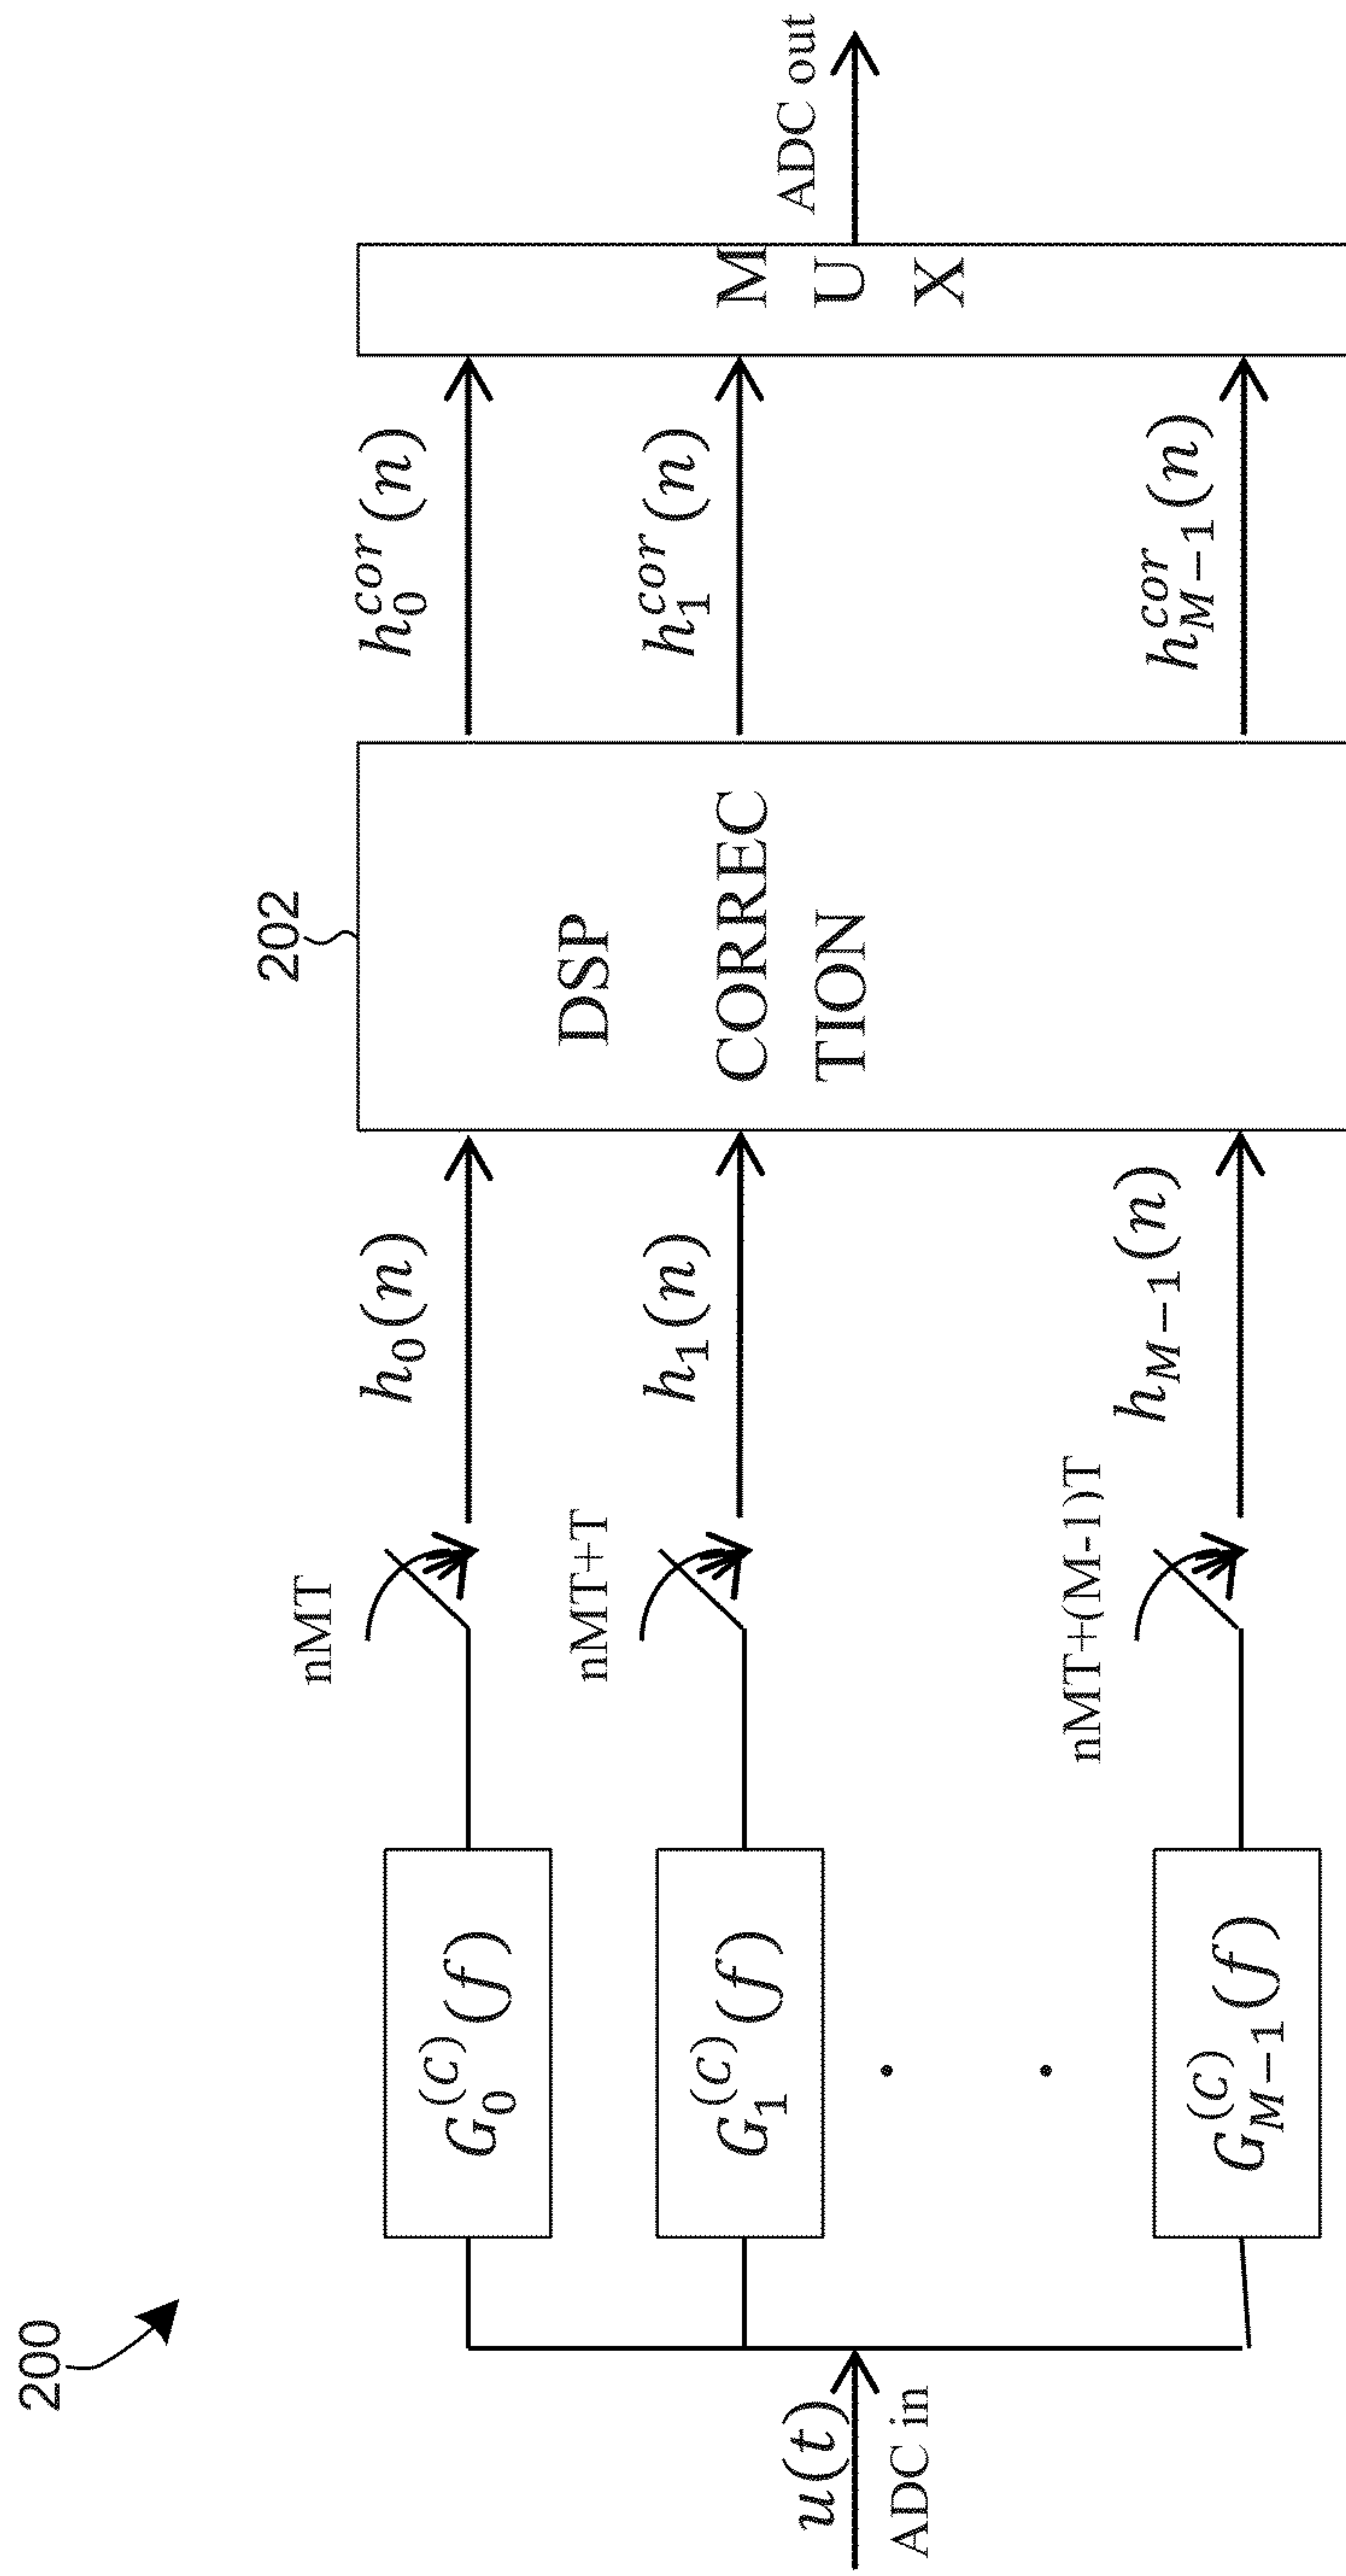 200
u(t)
ADC in
G_0^{(C)}(f)
G_1^{(C)}(f)
G_{M-1}^{(C)}(f)
nMT
nMT+T
nMT+(M-1)T
h_0(n)
h_1(n)
h_{M-1}(n)
202
DSP
CORREC
TION
h_0^{cor}(n)
h_1^{cor}(n)
h_{M-1}^{cor}(n)
M
U
X
ADC out